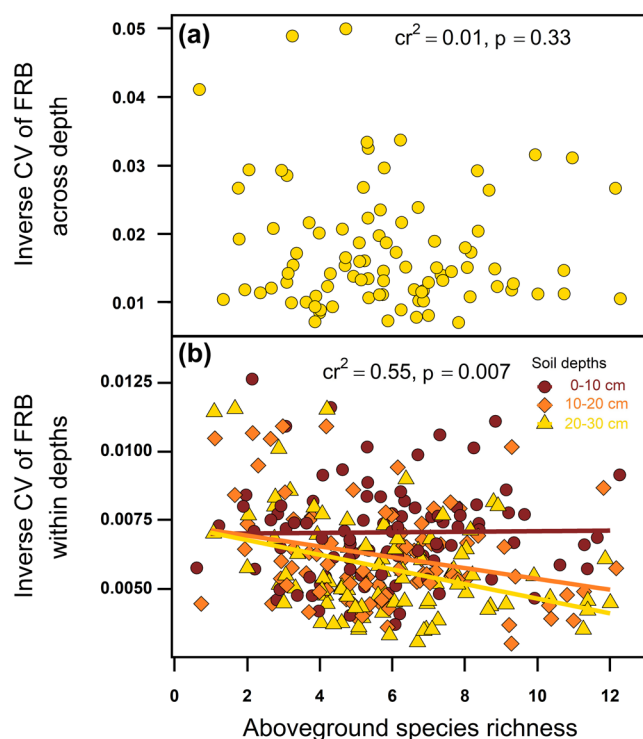 (a)
cr² = 0.01, p = 0.33
0.05
0.04
0.03
0.02
0.01
Inverse CV of FRB
across depth
(b)
cr² = 0.55, p = 0.007
Soil depths
0-10 cm
10-20 cm
20-30 cm
0.0125
0.0100
0.0075
0.0050
Inverse CV of FRB
within depths
0 2 4 6 8 10 12
Aboveground species richness